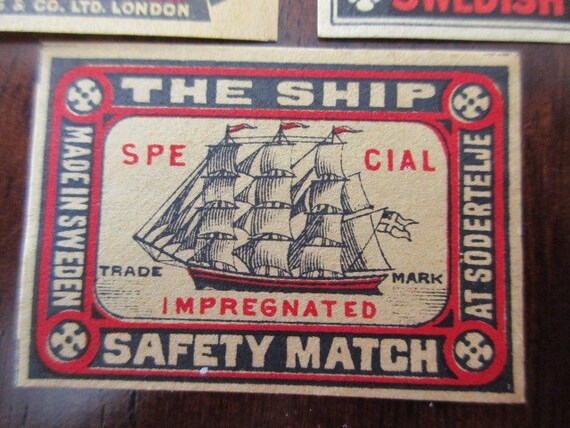 & CO. LTD. LONDON
SWEDISH
THE SHIP
SPE CIAL
MADE IN SWEDEN
AT SÖDERTELJE
TRADE MARK
IMPREGNATED
SAFETY MATCH